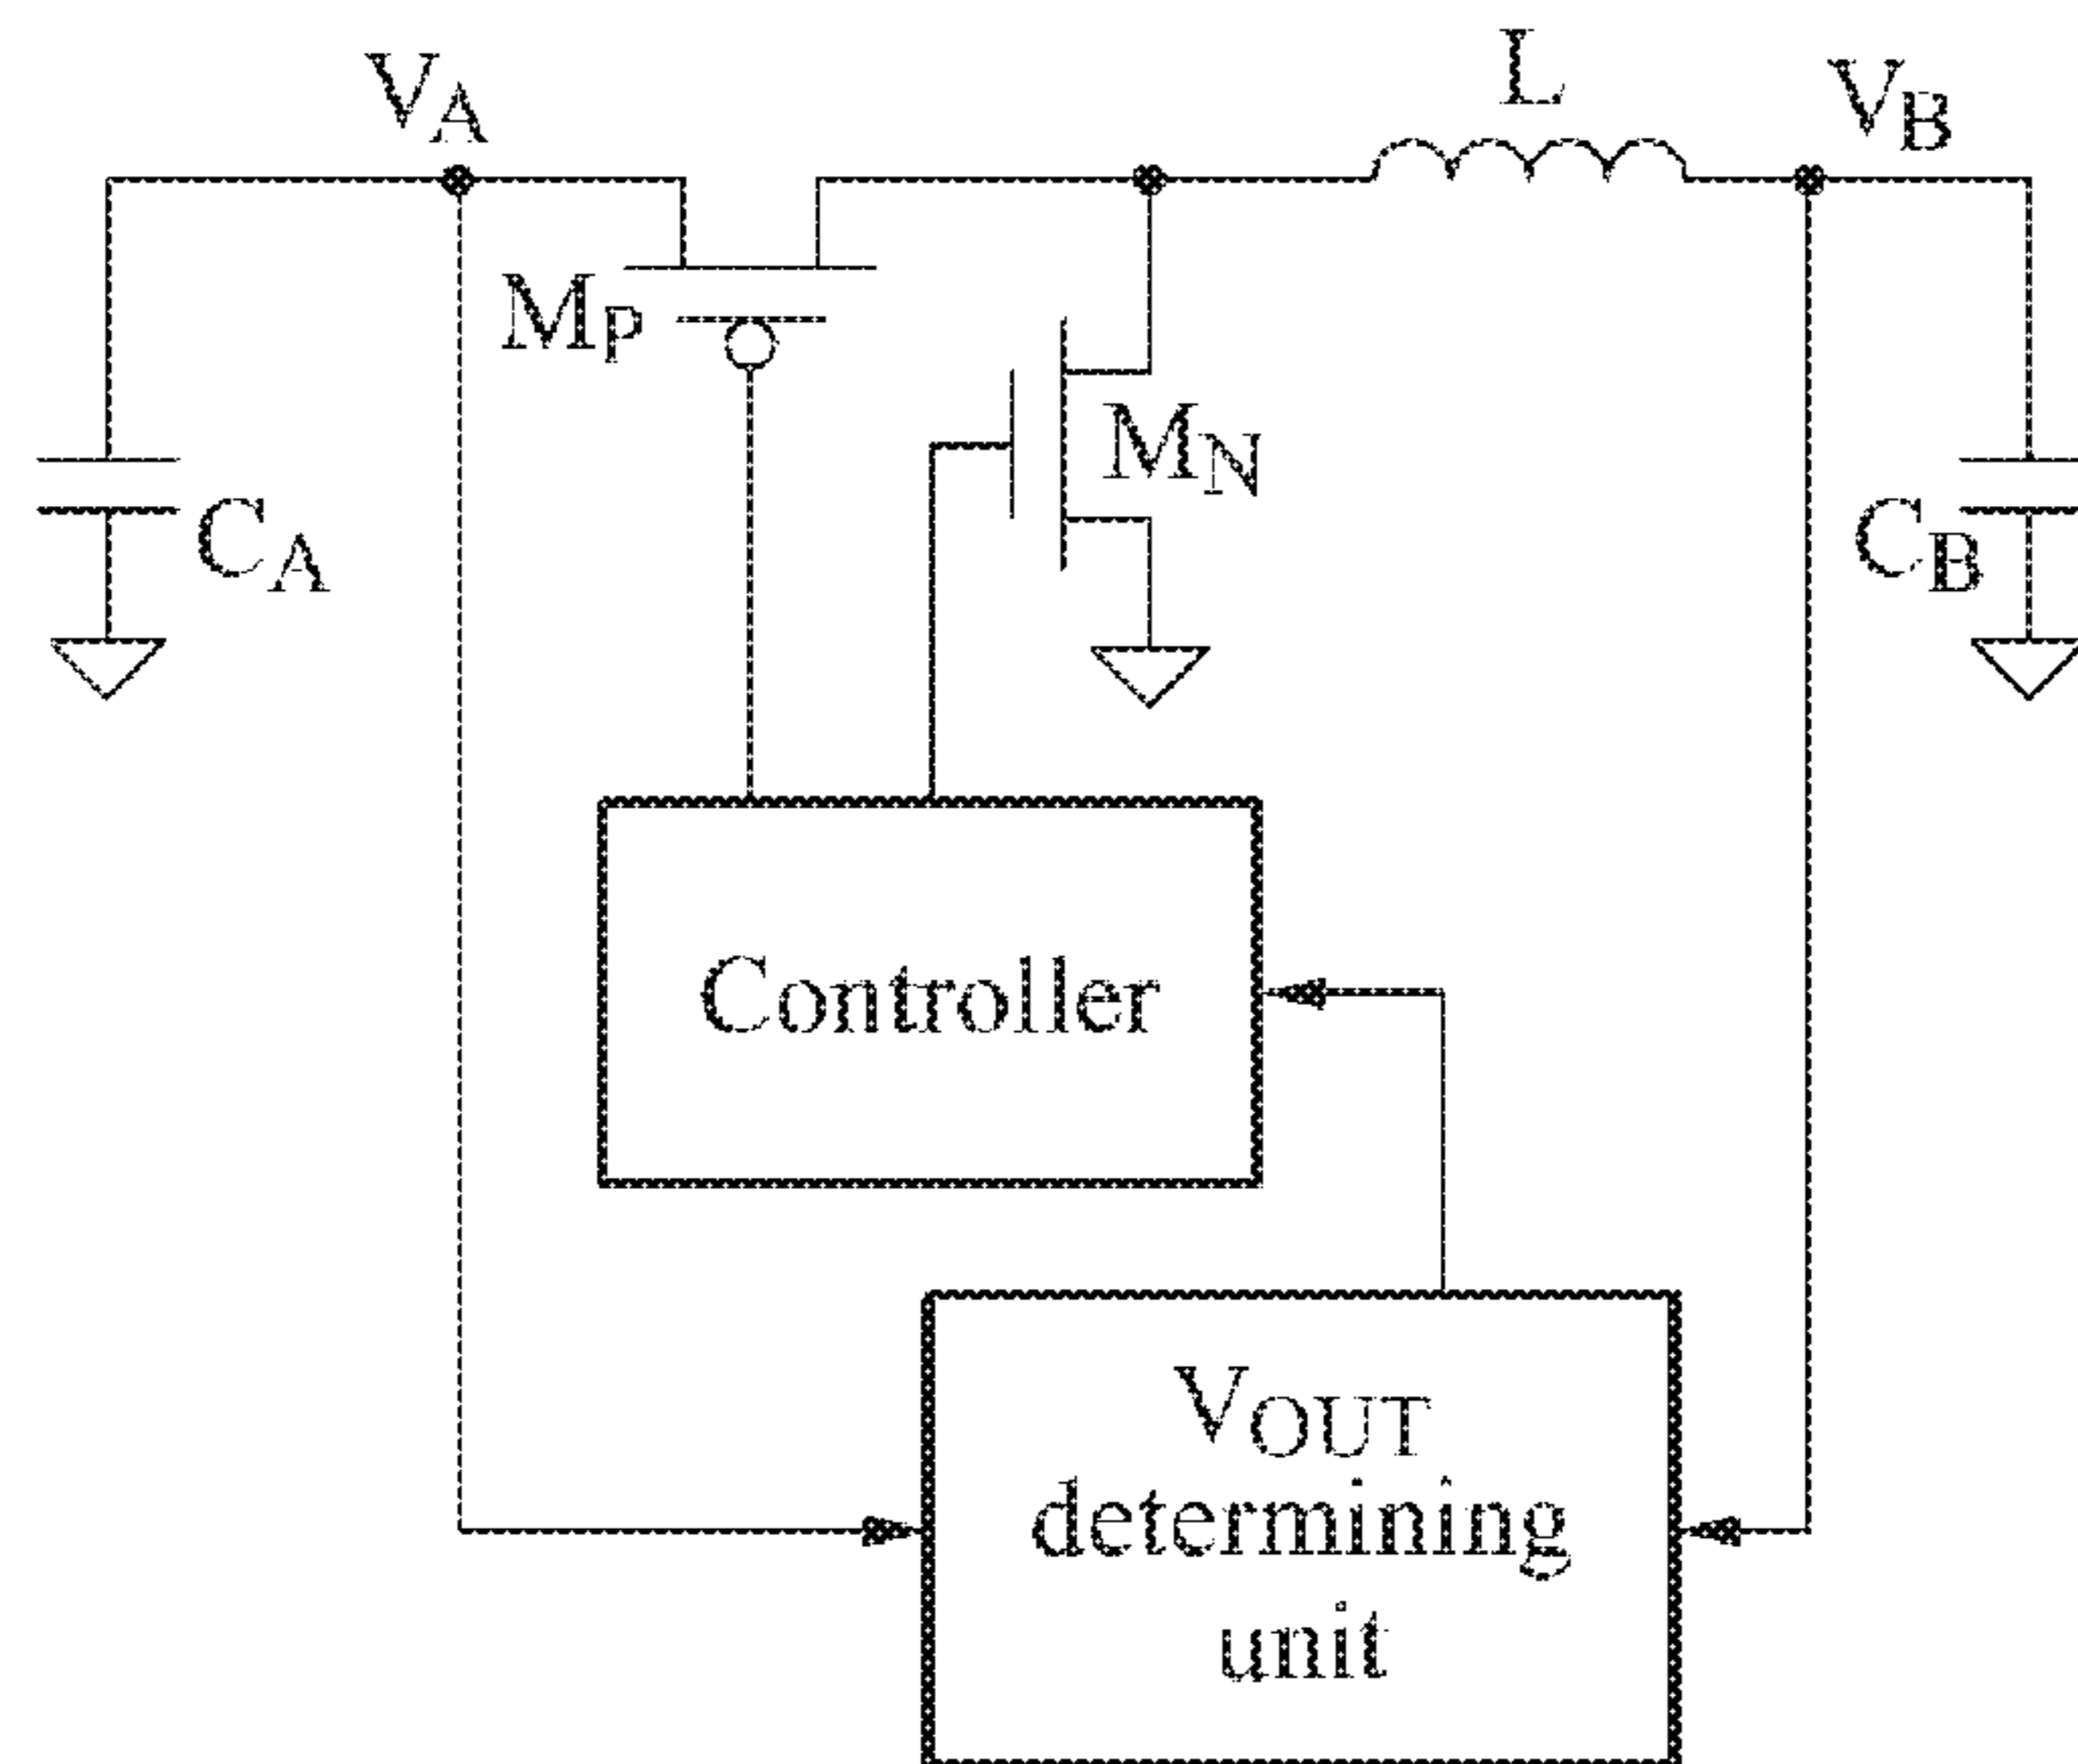 VA
L
VB
MP
MN
CA
CB
Controller
VOUT
determining
unit